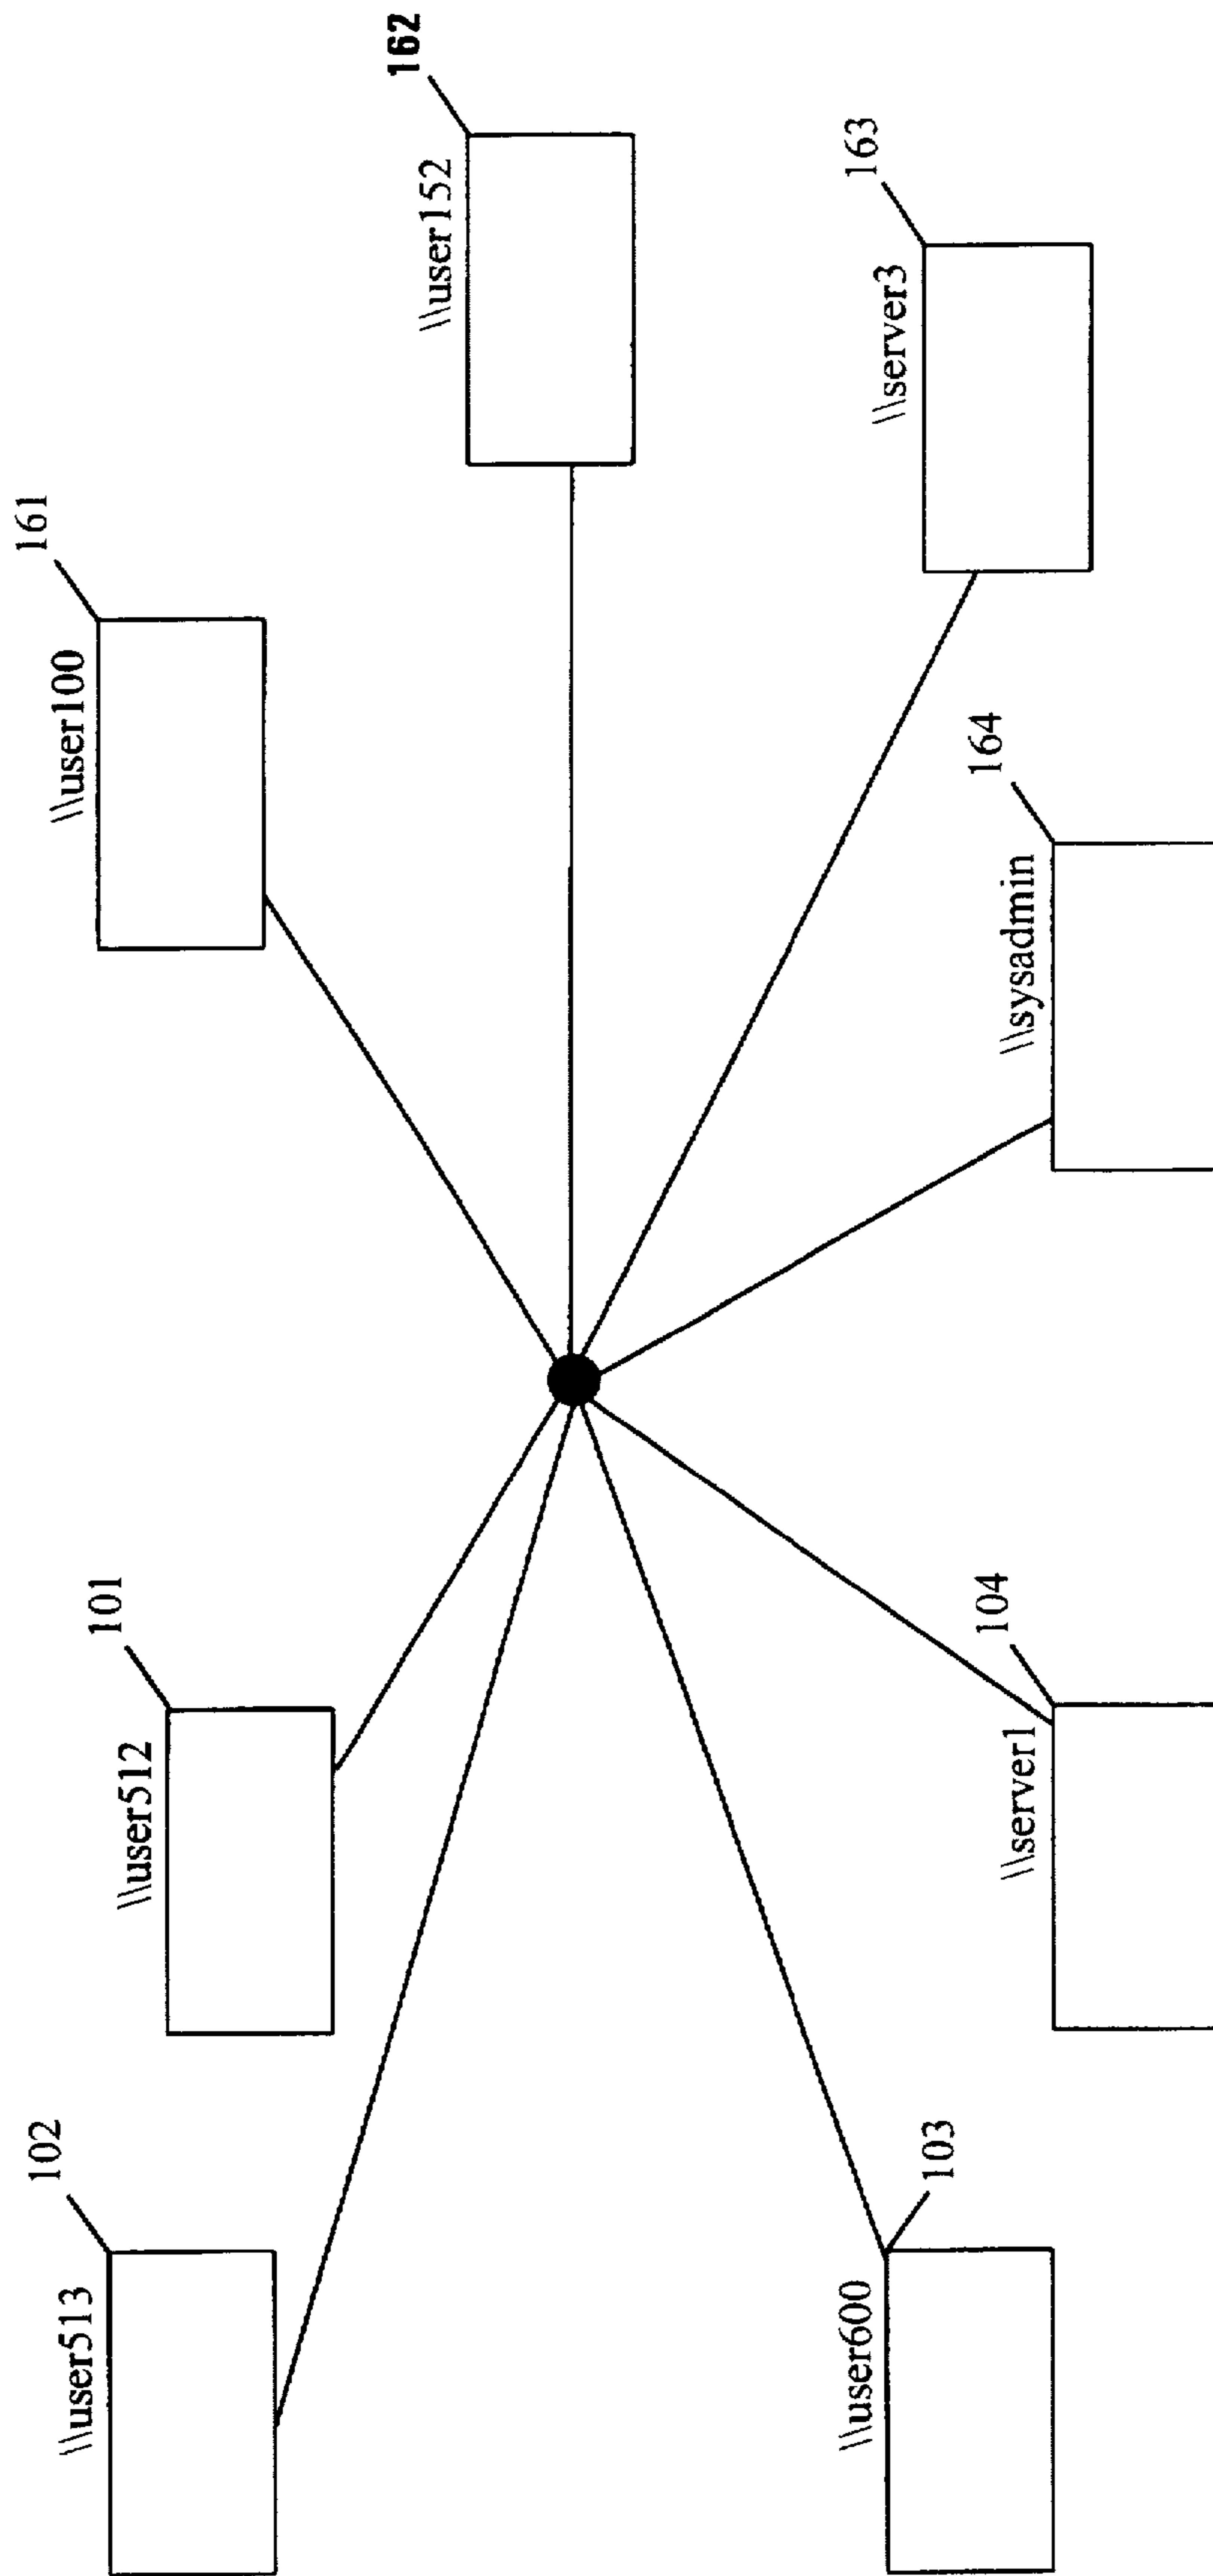 102
\\user513
101
\\user512
161
\\user100
162
\\user152
103
\\user600
104
\\server1
164
\\sysadmin
163
\\server3